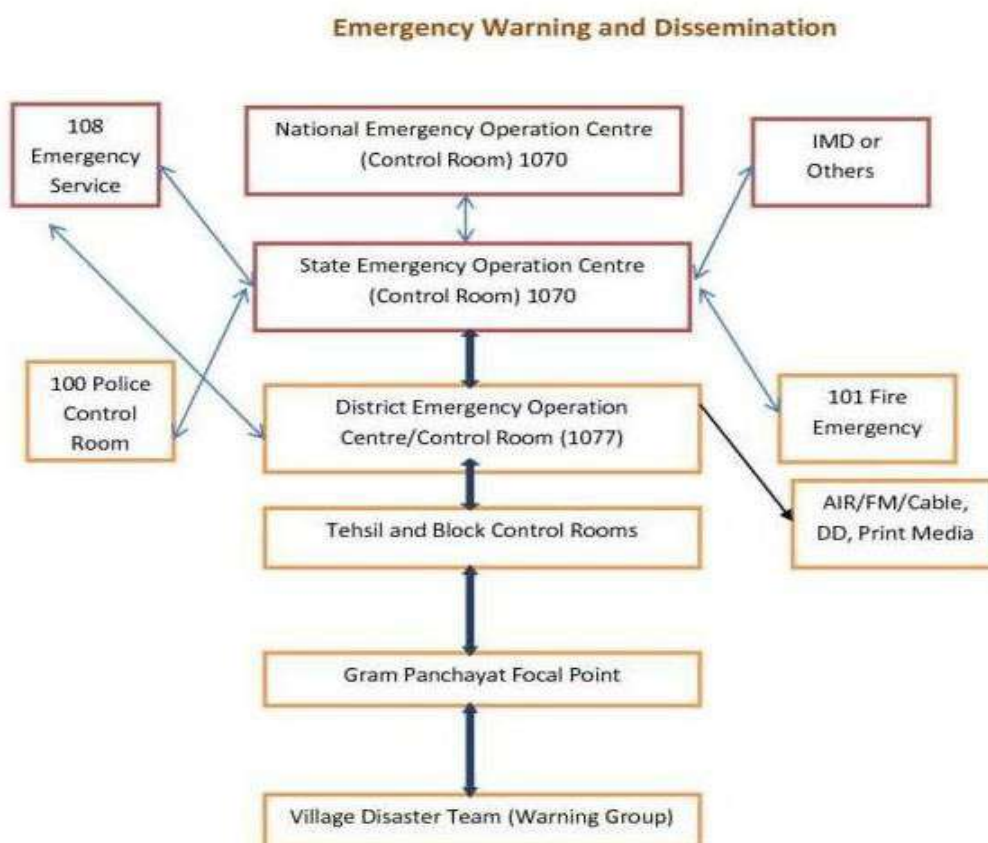 Emergency Warning and Dissemination
108
Emergency
Service
National Emergency Operation Centre
(Control Room) 1070
IMD or
Others
State Emergency Operation Centre
(Control Room) 1070
100 Police
Control
Room
District Emergency Operation
Centre/Control Room (1077)
101 Fire
Emergency
AIR/FM/Cable,
DD, Print Media
Tehsil and Block Control Rooms
Gram Panchayat Focal Point
Village Disaster Team (Warning Group)